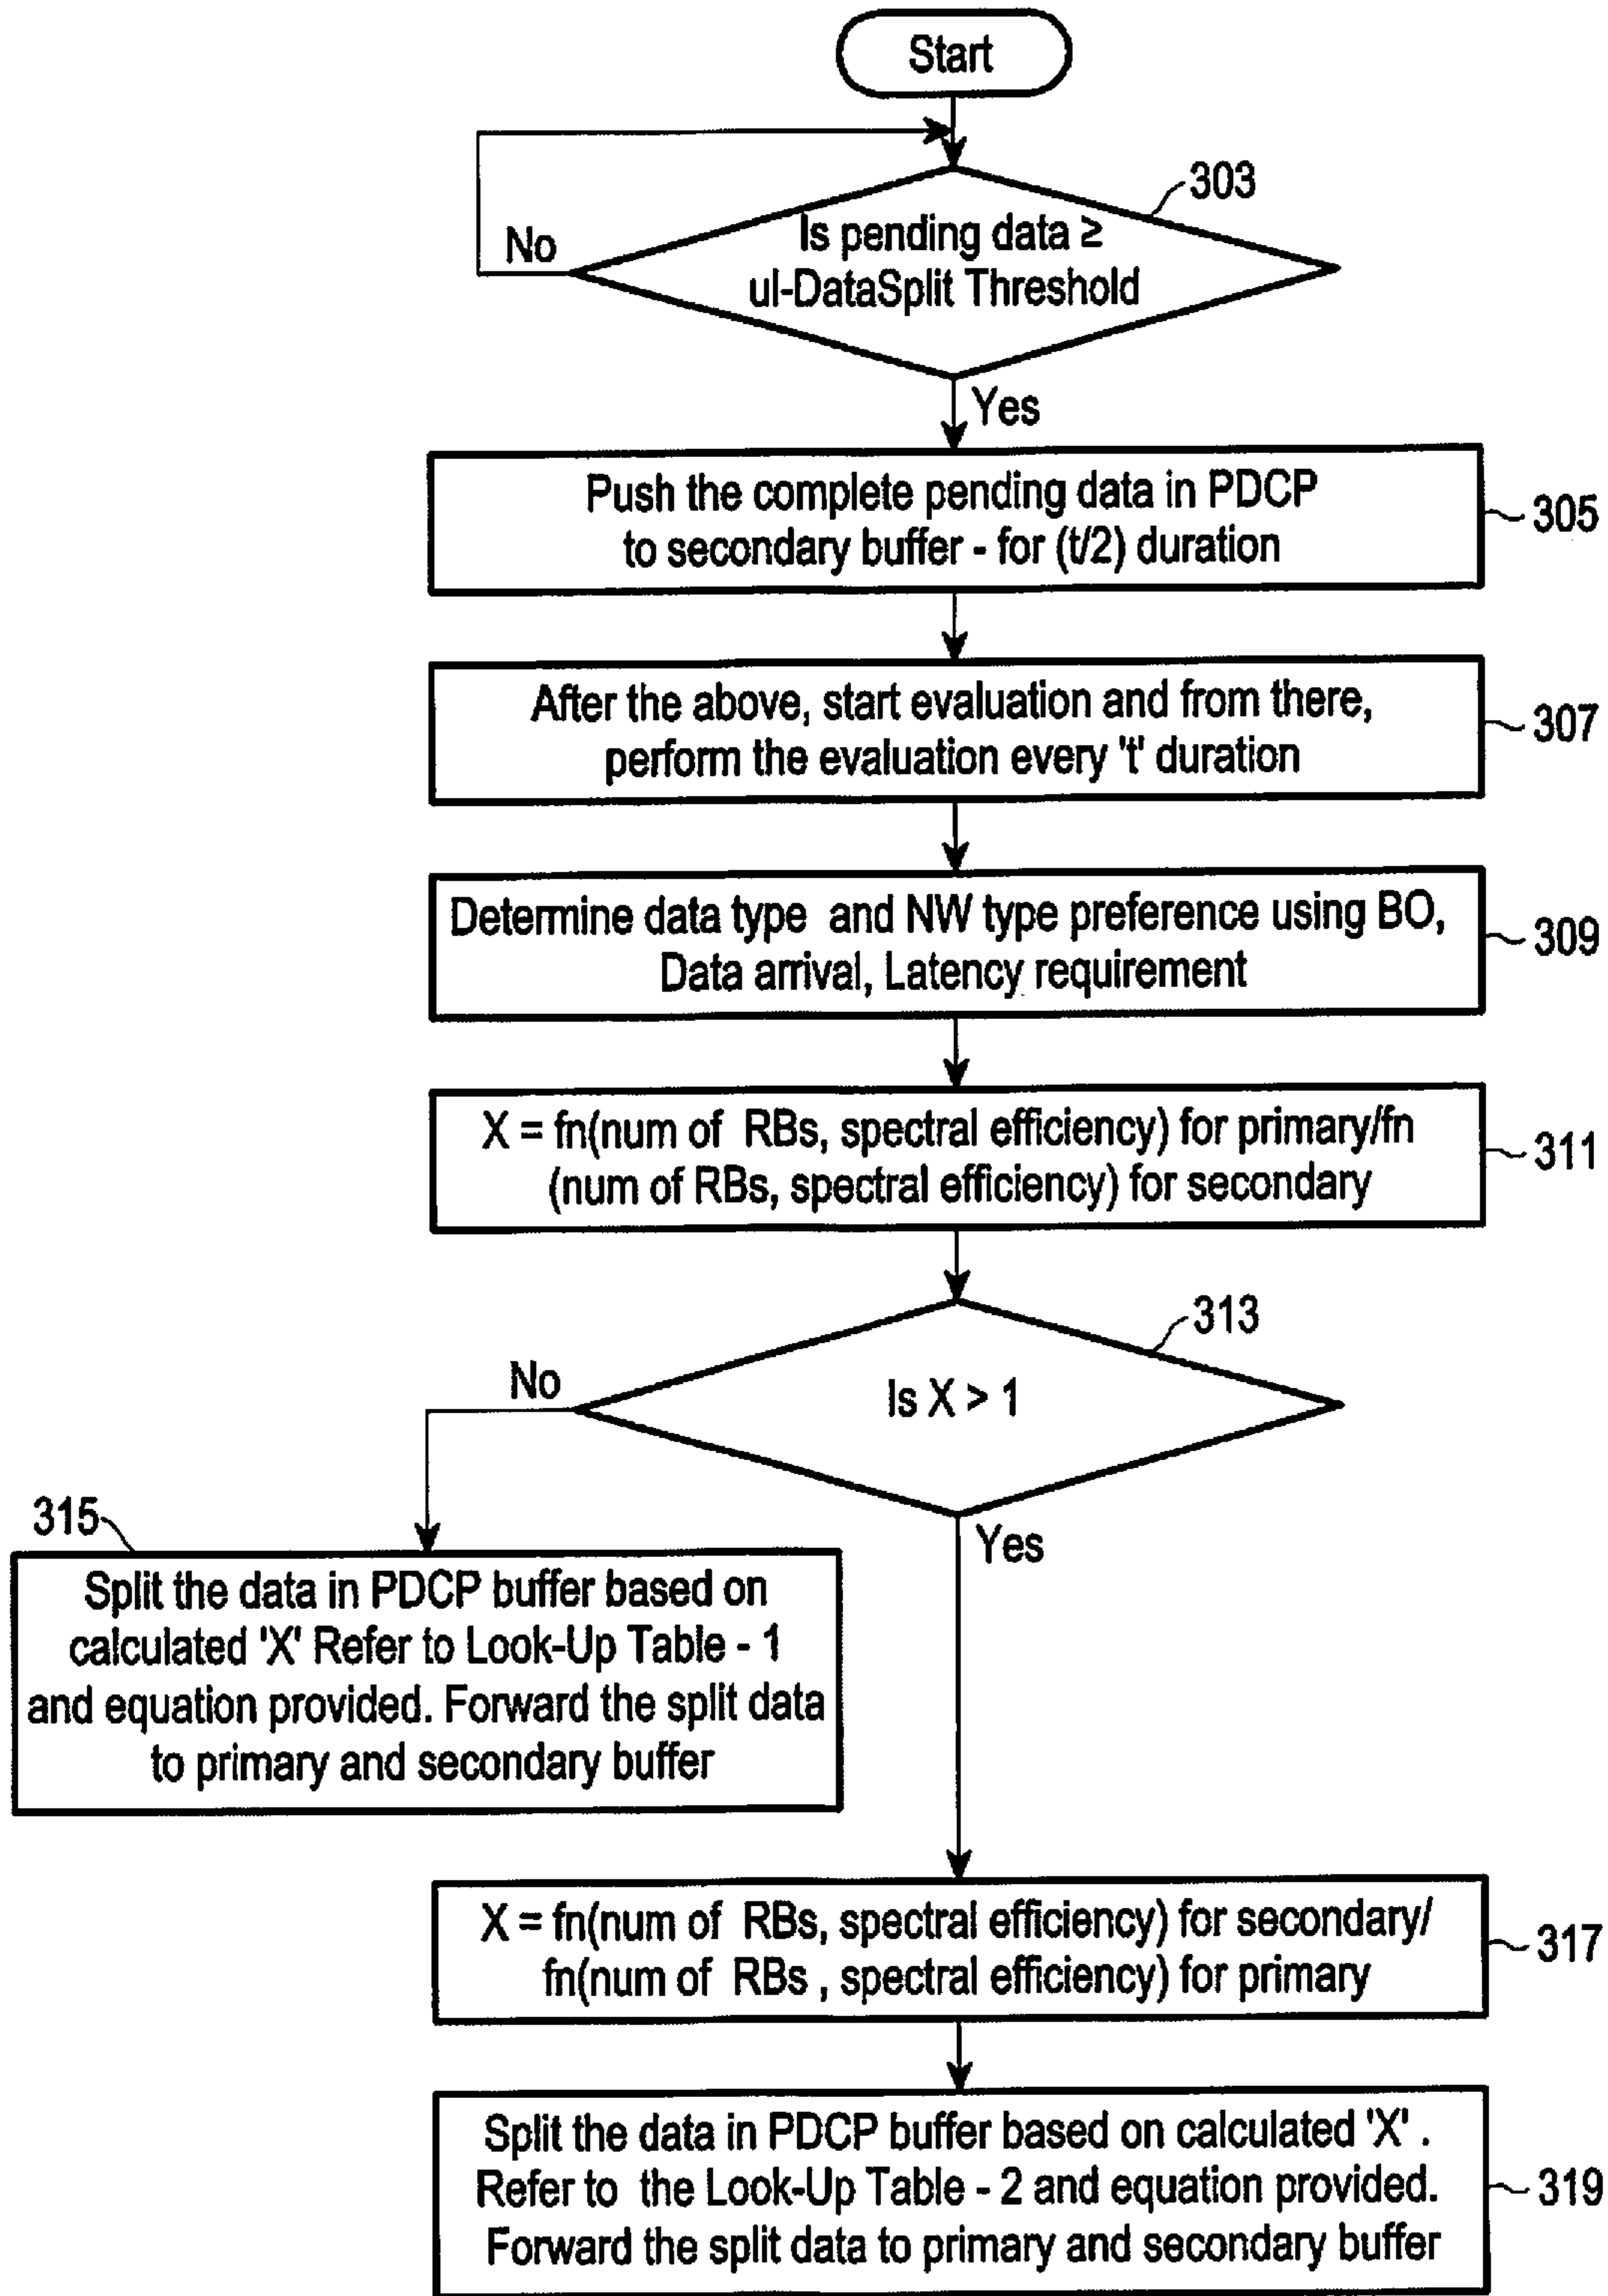 Start
303
Is pending data ≥
ul-DataSplit Threshold
No
Yes
Push the complete pending data in PDCP
to secondary buffer - for (t/2) duration
305
After the above, start evaluation and from there,
perform the evaluation every 't' duration
307
Determine data type and NW type preference using BO,
Data arrival, Latency requirement
309
X = fn(num of RBs, spectral efficiency) for primary/fn
(num of RBs, spectral efficiency) for secondary
311
313
Is X > 1
No
Yes
315
Split the data in PDCP buffer based on
calculated 'X' Refer to Look-Up Table - 1
and equation provided. Forward the split data
to primary and secondary buffer
X = fn(num of RBs, spectral efficiency) for secondary/
fn(num of RBs , spectral efficiency) for primary
317
Split the data in PDCP buffer based on calculated 'X' .
Refer to the Look-Up Table - 2 and equation provided.
Forward the split data to primary and secondary buffer
319